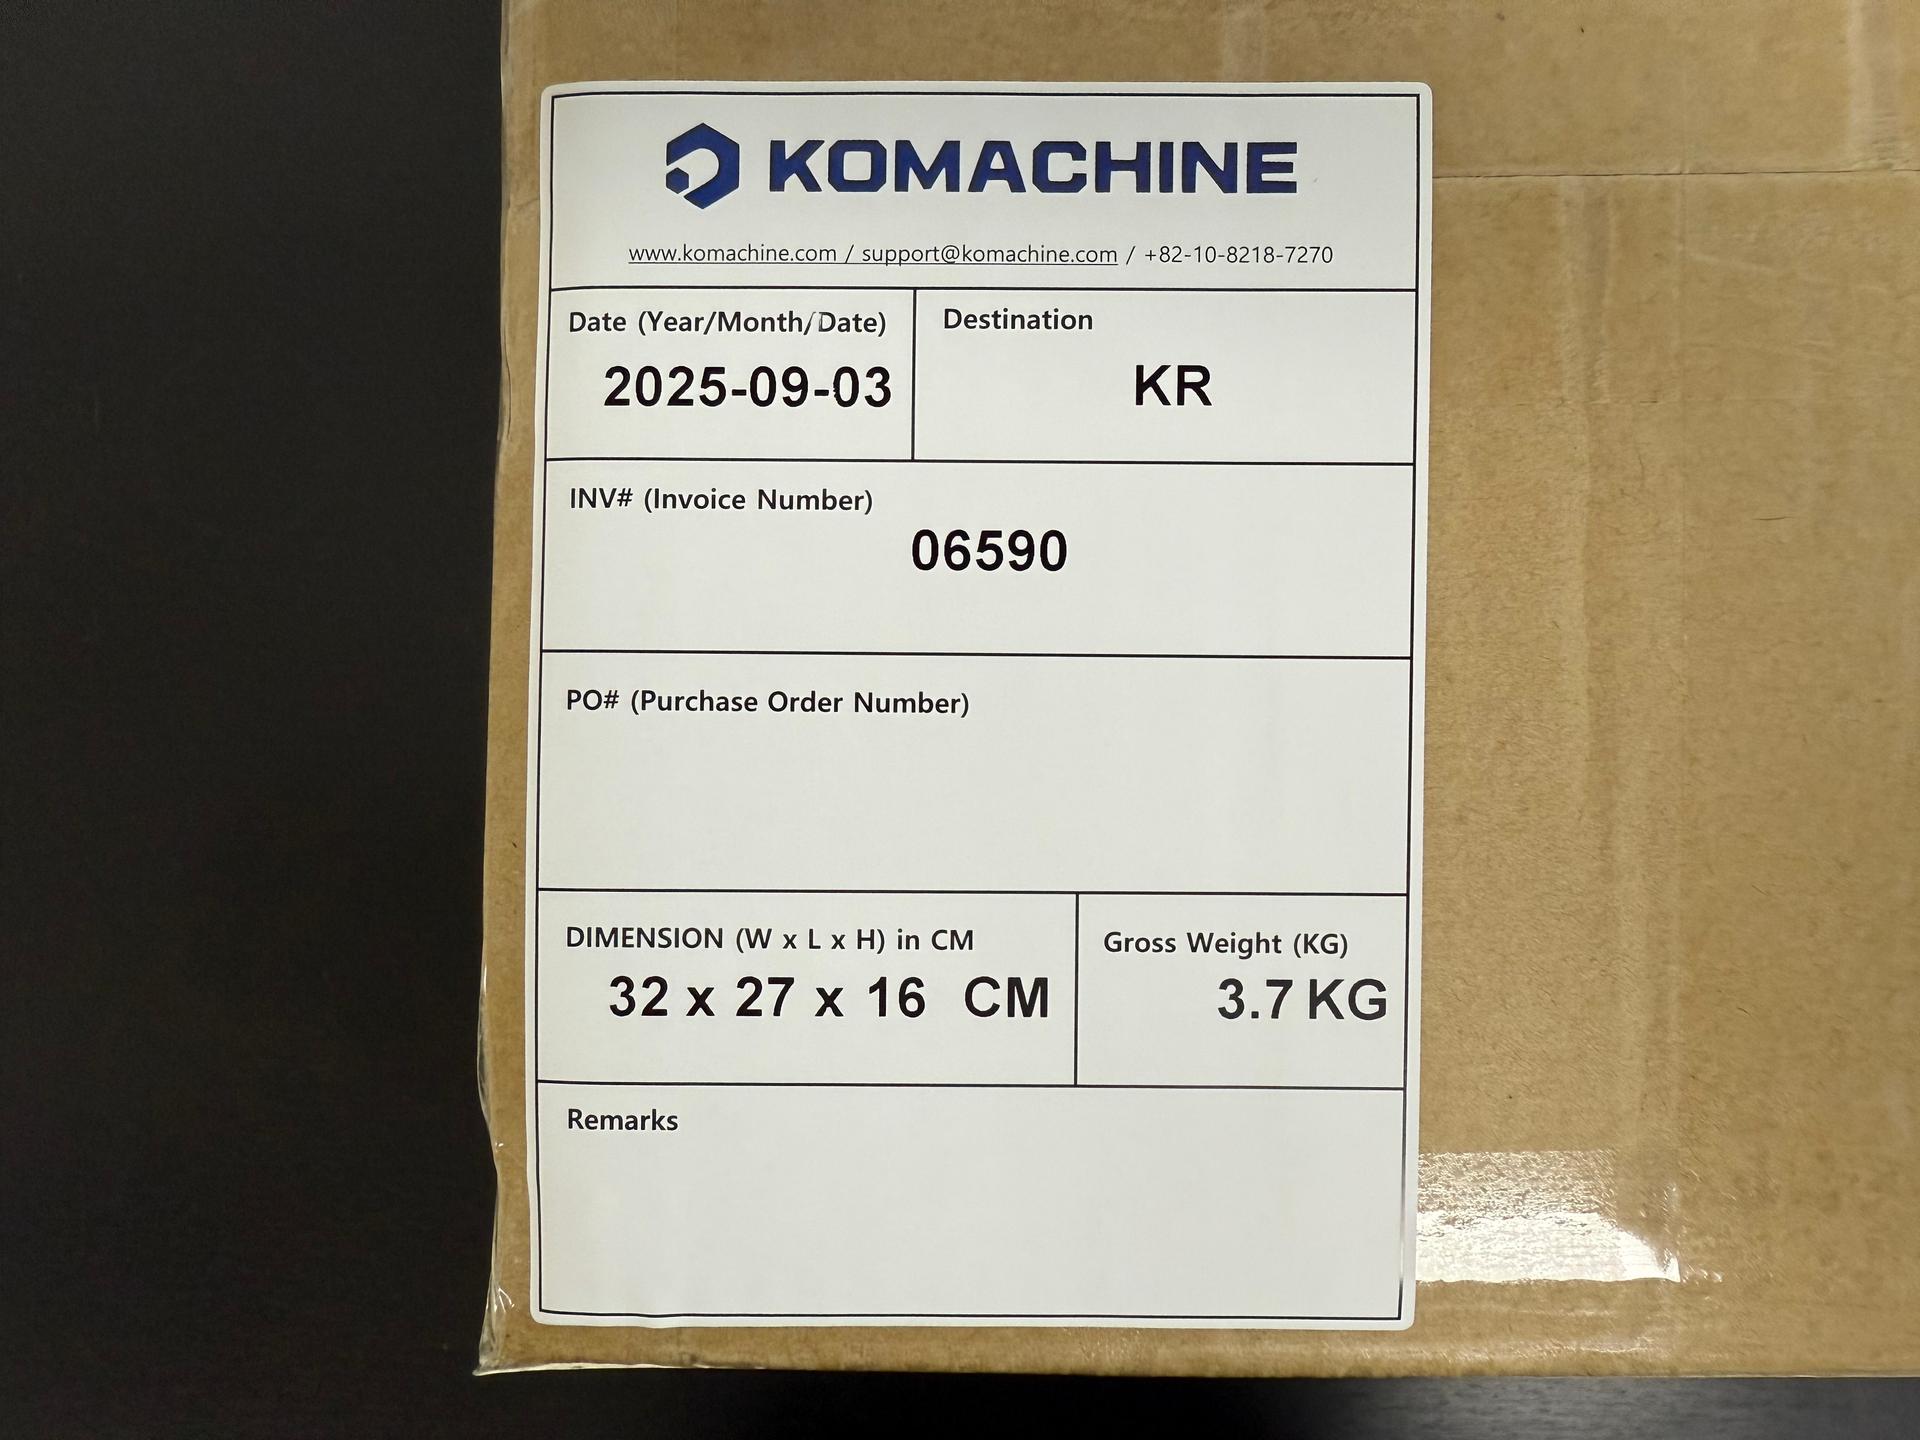 KOMACHINE
www.komachine.com / support@komachine.com / +82-10-8218-7270
Date (Year/Month/Date)
2025-09-03
Destination
KR
INV# (Invoice Number)
06590
PO# (Purchase Order Number)
DIMENSION (W x L x H) in CM
32 x 27 x 16 CM
Gross Weight (KG)
3.7 KG
Remarks